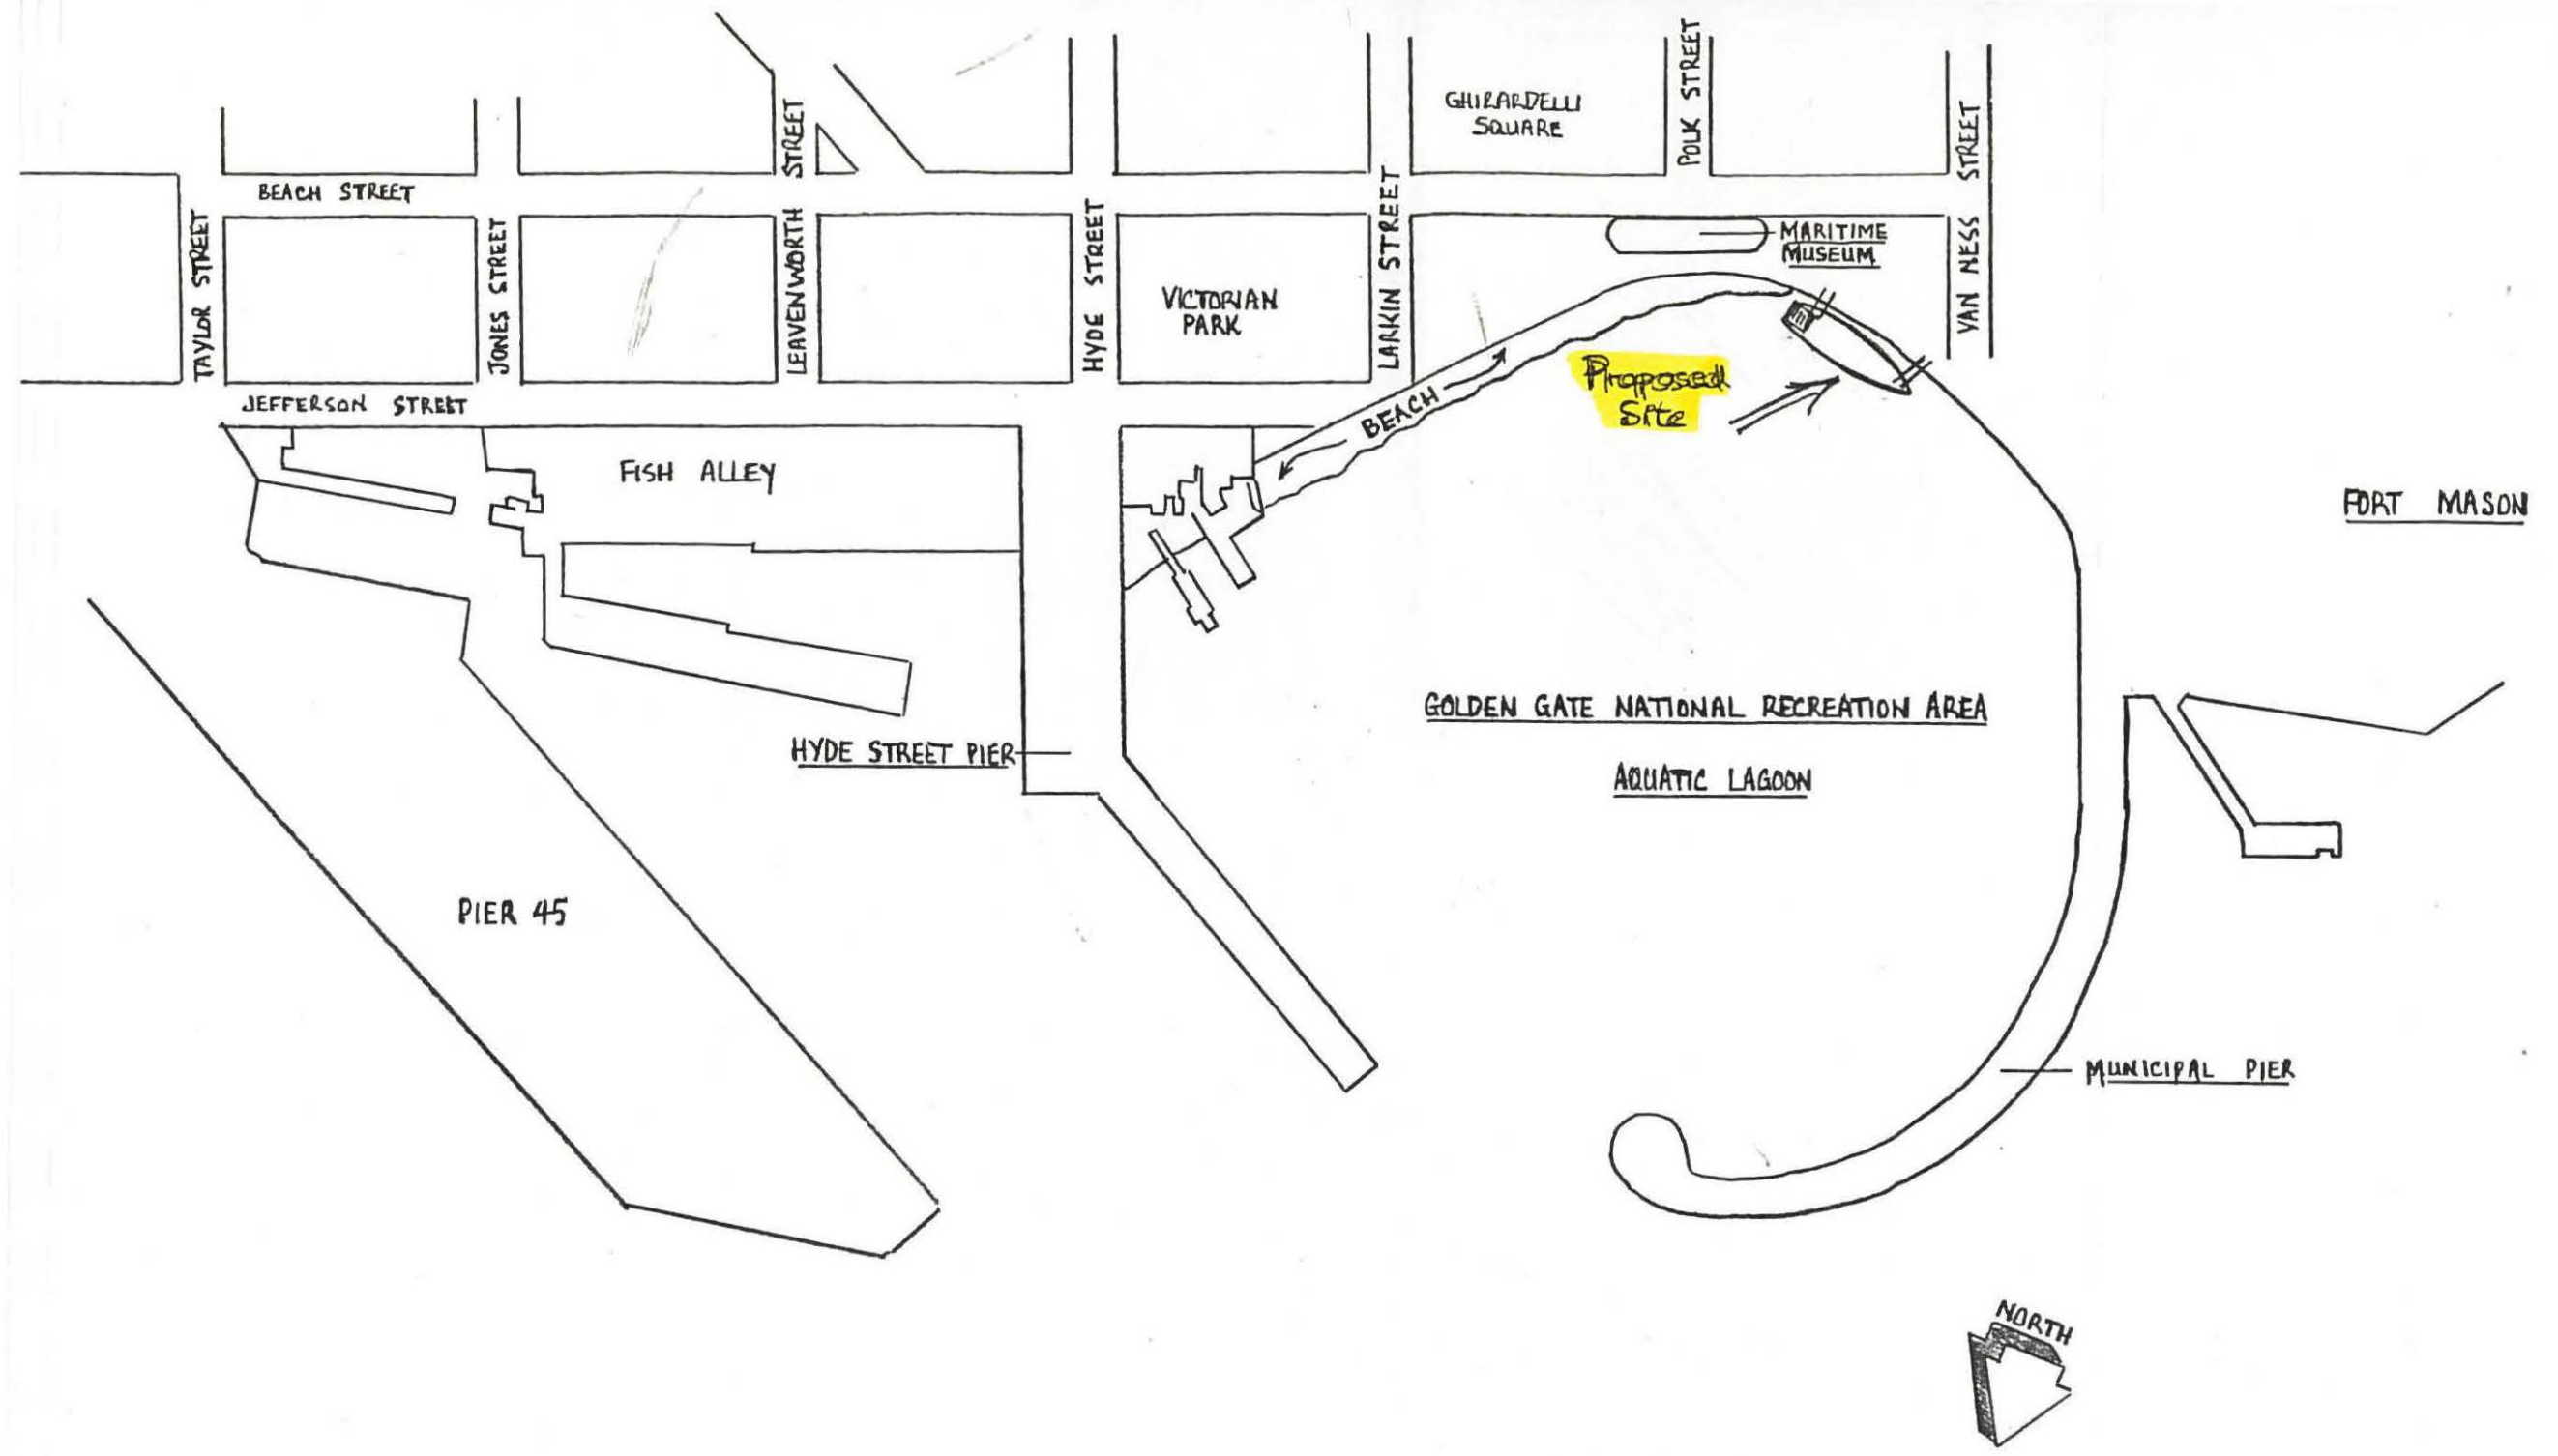 GHIRARDELLI
SQUARE
POLK STREET
VAN NESS STREET
BEACH STREET
TAYLOR STREET
JONES STREET
LEAVENWORTH STREET
HYDE STREET
LARKIN STREET
VICTORIAN
PARK
MARITIME
MUSEUM
JEFFERSON STREET
BEACH
Proposed
Site
FISH ALLEY
FORT MASON
HYDE STREET PIER
GOLDEN GATE NATIONAL RECREATION AREA
AQUATIC LAGOON
PIER 45
MUNICIPAL PIER
NORTH